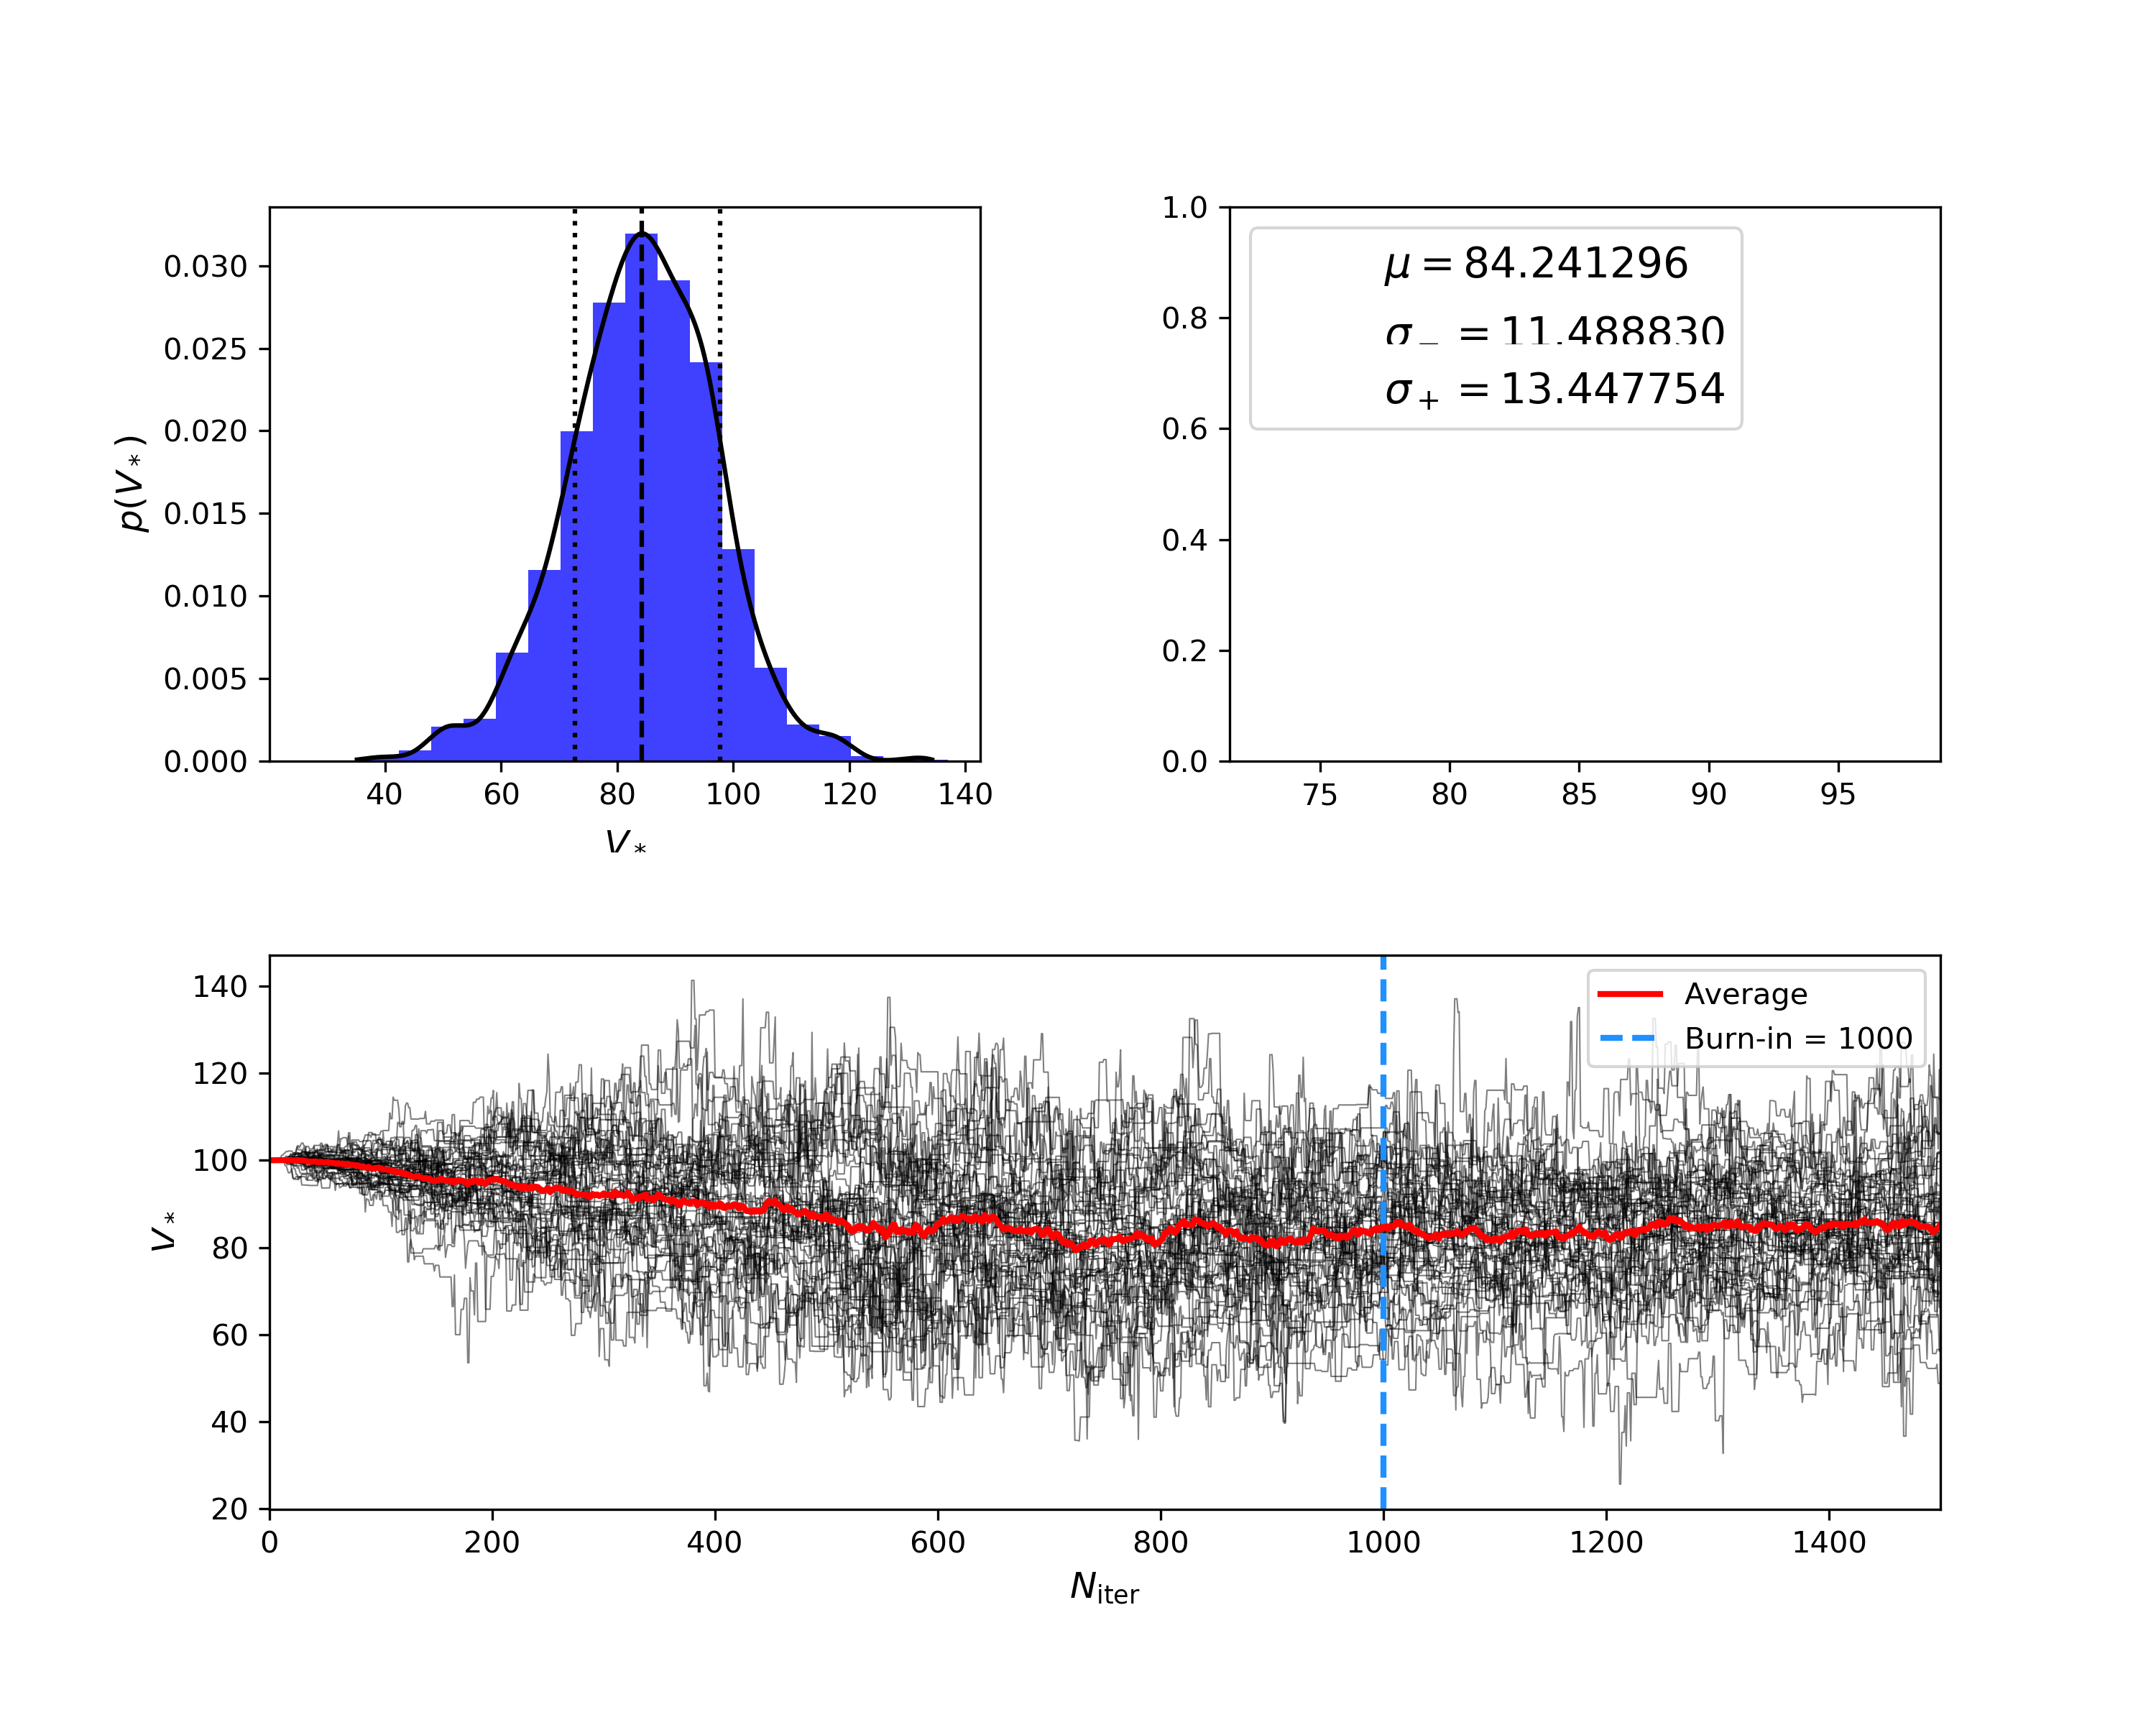 0.030
0.025
0.020
0.015
0.010
0.005
0.000
p(V*)
40 60 80 100 120 140
V*
1.0
0.8
0.6
0.4
0.2
0.0
μ = 84.241296
σ− = 11.488830
σ+ = 13.447754
75 80 85 90 95
140
120
100
80
60
40
20
V*
Average
Burn-in = 1000
0 200 400 600 800 1000 1200 1400
Niter